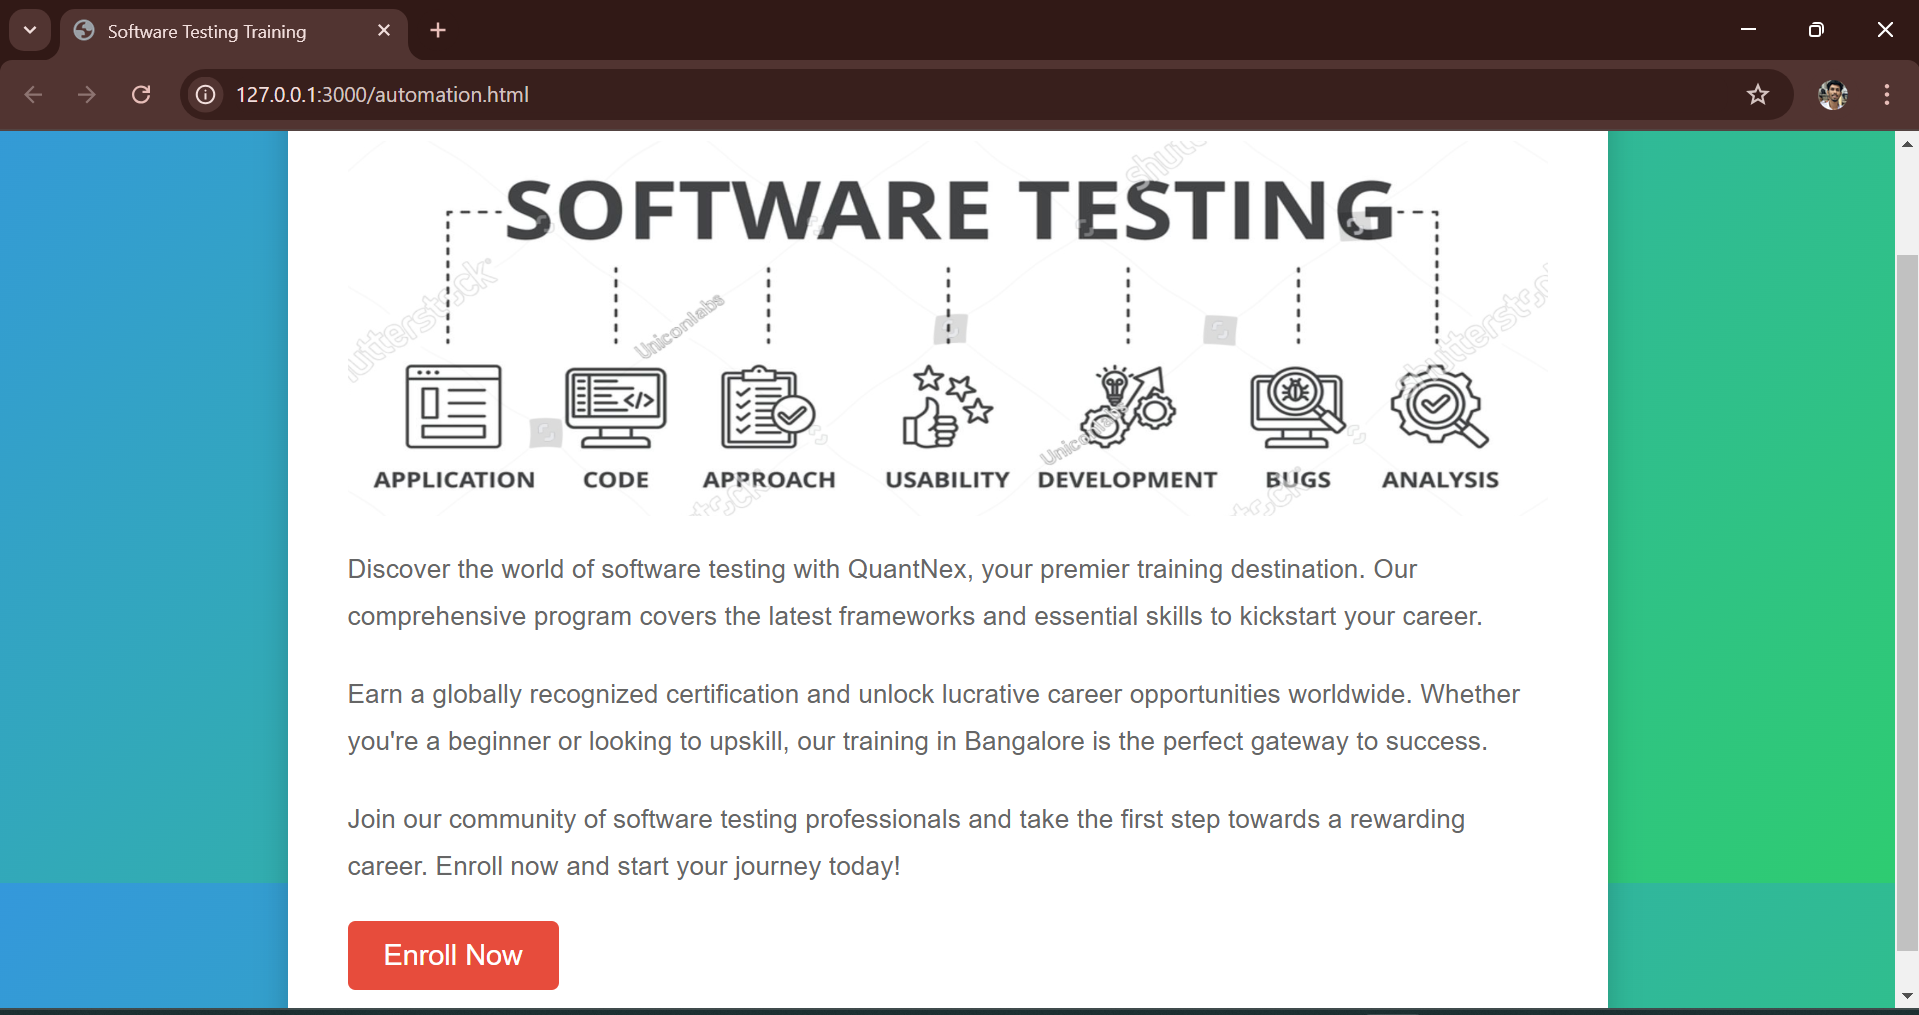 Software Testing Training
127.0.0.1:3000/automation.html
shutterstock
SOFTWARE TESTING
shutterstock
Uniconlabs
shutterstock
Uniconlabs
APPLICATION CODE APPROACH USABILITY DEVELOPMENT BUGS ANALYSIS
Discover the world of software testing with QuantNex, your premier training destination. Our
comprehensive program covers the latest frameworks and essential skills to kickstart your career.
Earn a globally recognized certification and unlock lucrative career opportunities worldwide. Whether
you're a beginner or looking to upskill, our training in Bangalore is the perfect gateway to success.
Join our community of software testing professionals and take the first step towards a rewarding
career. Enroll now and start your journey today!
Enroll Now